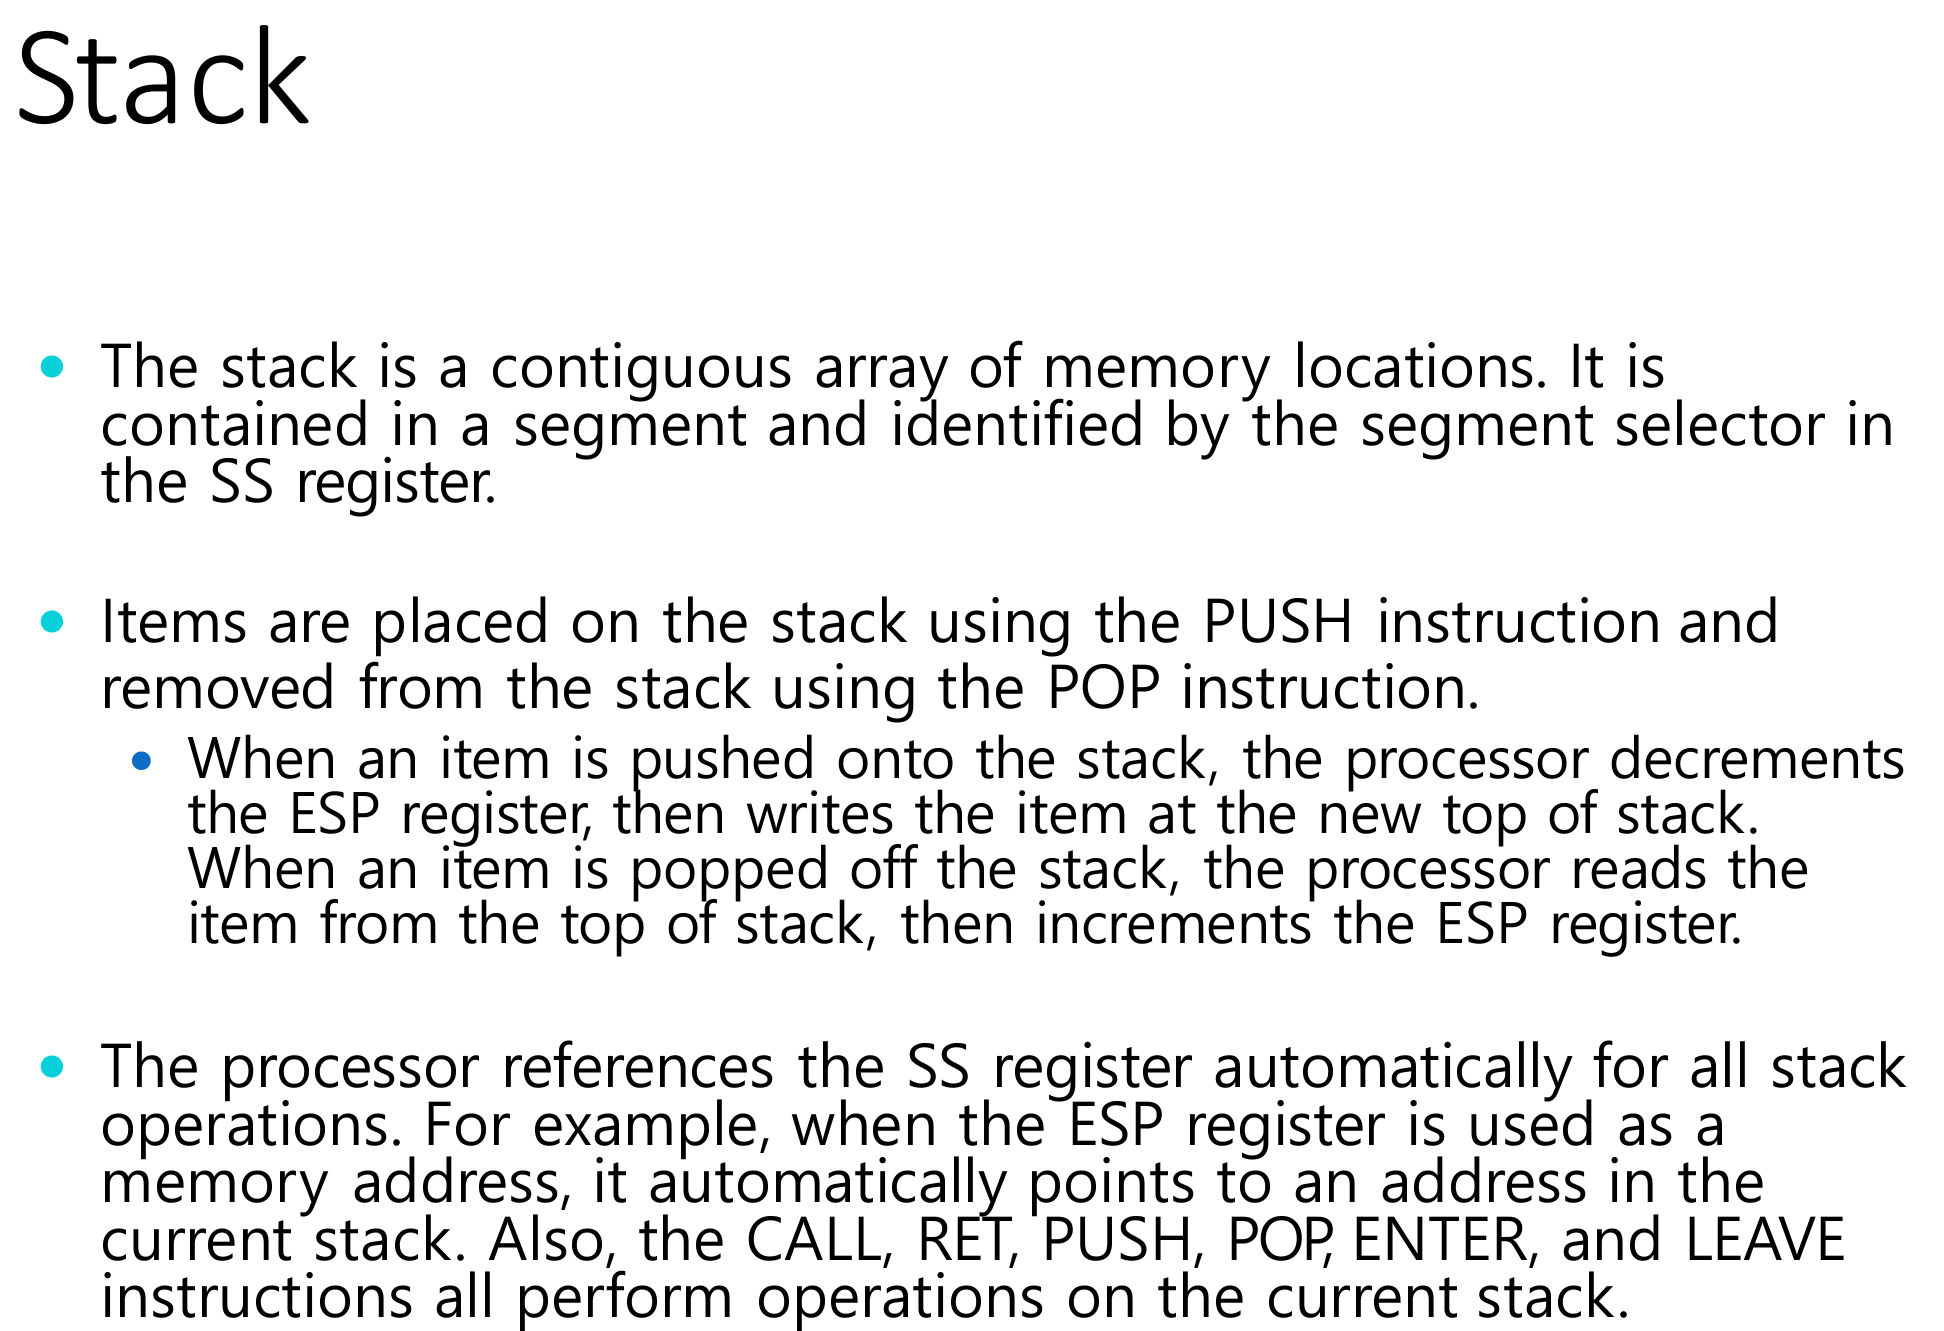 Stack
• The stack is a contiguous array of memory locations. It is
contained in a segment and identified by the segment selector in
the SS register.
• Items are placed on the stack using the PUSH instruction and
removed from the stack using the POP instruction.
• When an item is pushed onto the stack, the processor decrements
the ESP register, then writes the item at the new top of stack.
When an item is popped off the stack, the processor reads the
item from the top of stack, then increments the ESP register.
• The processor references the SS register automatically for all stack
operations. For example, when the ESP register is used as a
memory address, it automatically points to an address in the
current stack. Also, the CALL, RET, PUSH, POP, ENTER, and LEAVE
instructions all perform operations on the current stack.